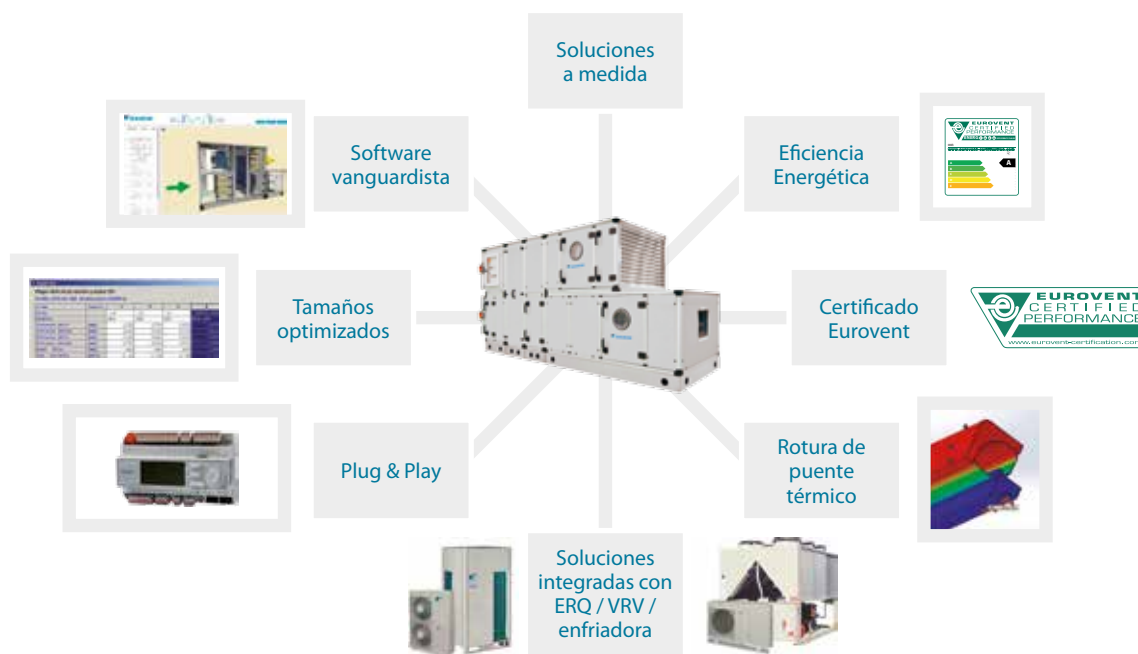 Soluciones
a medida
Software
vanguardista
Eficiencia
Energética
EUROVENT
CERTIFIED
PERFORMANCE
A
Tamaños
optimizados
Certificado
Eurovent
EUROVENT
CERTIFIED
PERFORMANCE
www.eurovent-certification.com
Plug & Play
Rotura de
puente
térmico
Soluciones
integradas con
ERQ / VRV /
enfriadora